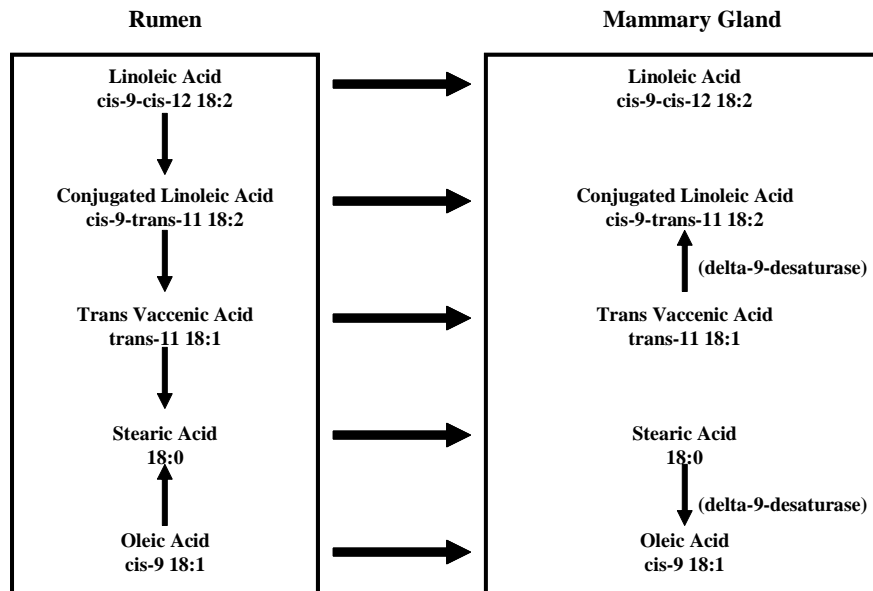 Rumen
Mammary Gland
Linoleic Acid
cis-9-cis-12 18:2
Conjugated Linoleic Acid
cis-9-trans-11 18:2
Trans Vaccenic Acid
trans-11 18:1
Stearic Acid
18:0
Oleic Acid
cis-9 18:1
Linoleic Acid
cis-9-cis-12 18:2
Conjugated Linoleic Acid
cis-9-trans-11 18:2
(delta-9-desaturase)
Trans Vaccenic Acid
trans-11 18:1
Stearic Acid
18:0
(delta-9-desaturase)
Oleic Acid
cis-9 18:1